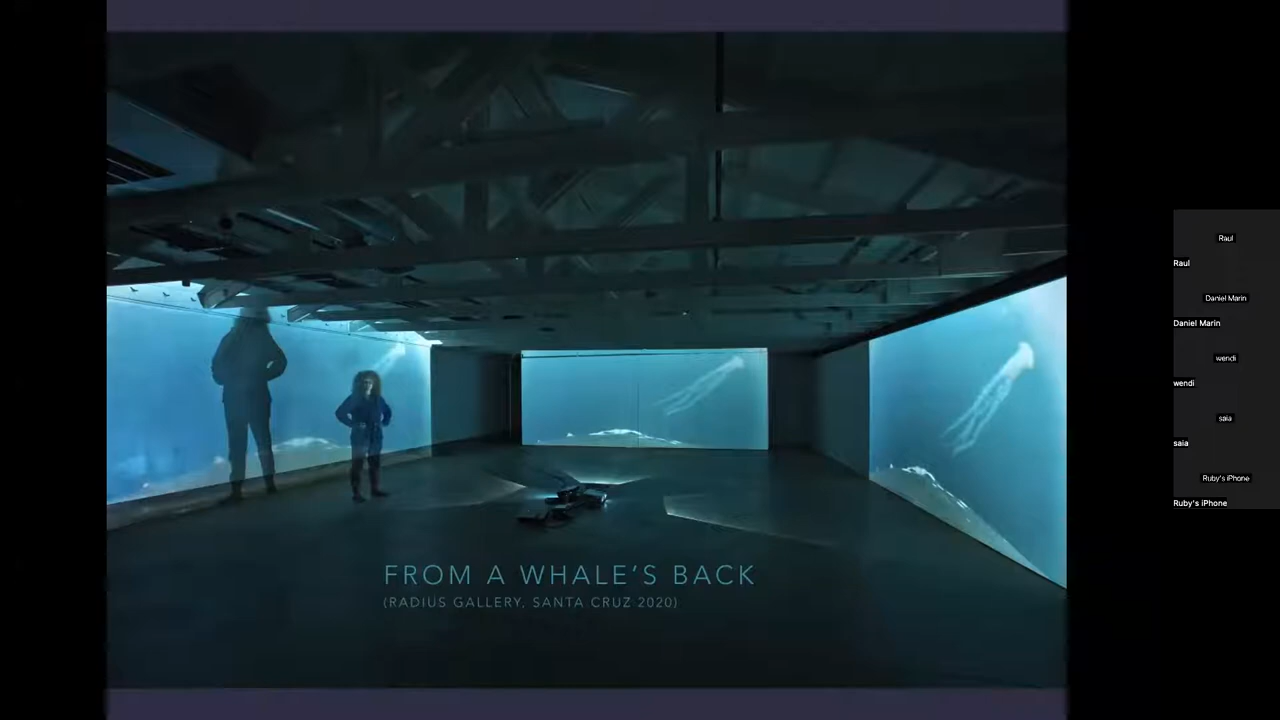 FROM A WHALE'S BACK
(RADIUS GALLERY, SANTA CRUZ 2020)
Raul
Raul
Daniel Marin
Daniel Marin
wendi
wendi
saia
saia
Ruby's iPhone
Ruby's iPhone